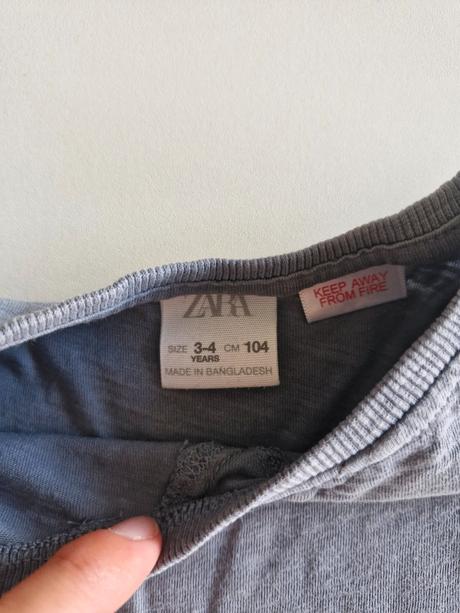 ZARA
SIZE 3-4 YEARS CM 104
MADE IN BANGLADESH
KEEP AWAY
FROM FIRE